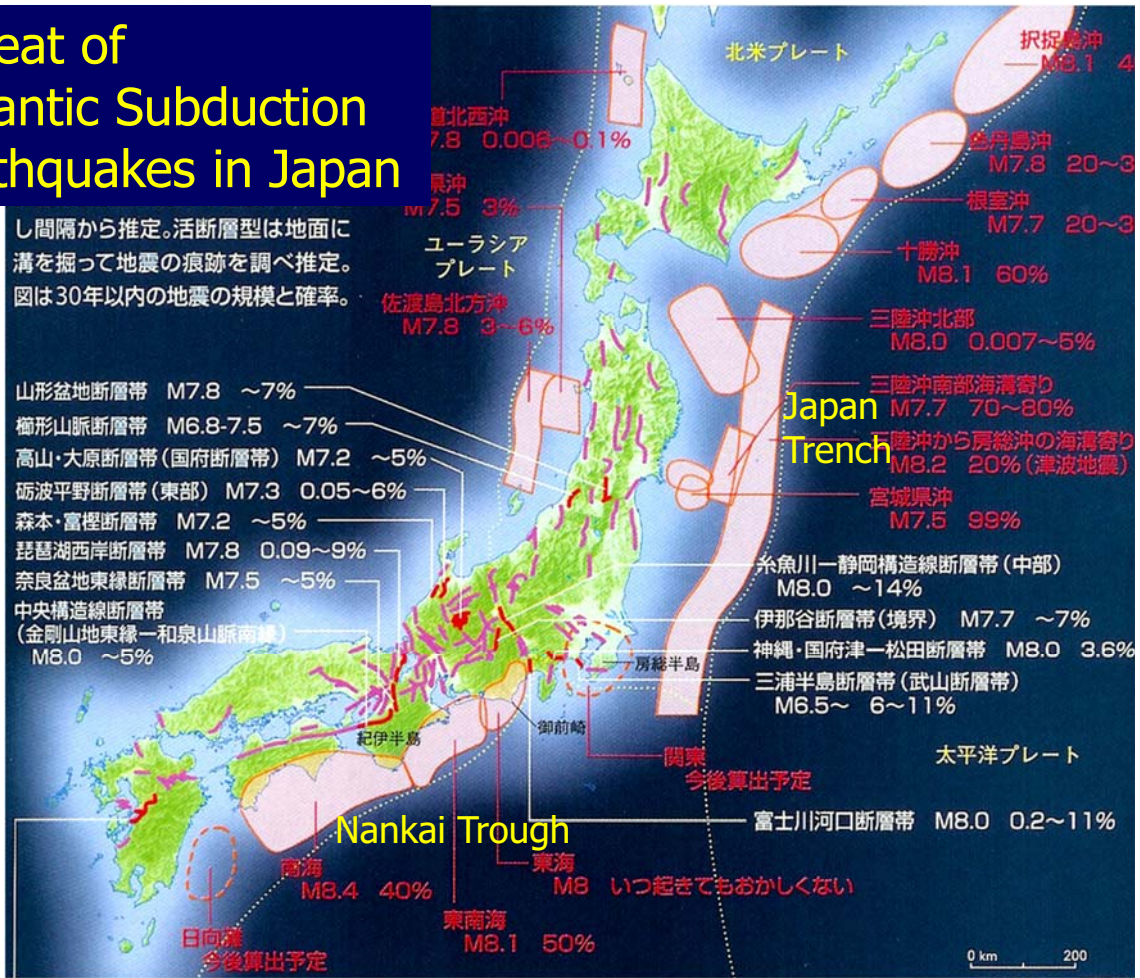 eat of
antic Subduction
thquakes in Japan
し間隔から推定。活断層型は地面に
溝を掘って地震の痕跡を調べ推定。
図は30年以内の地震の規模と確率。
北米プレート
択捉島沖
M8.1 4
道北西沖
7.8 0.006〜0.1%
色丹島沖
M7.8 20〜3
県沖
M7.5 3%
根室沖
M7.7 20〜3
ユーラシア
プレート
十勝沖
M8.1 60%
佐渡島北方沖
M7.8 3〜6%
三陸沖北部
M8.0 0.007〜5%
三陸沖南部海溝寄り
M7.7 70〜80%
Japan
Trench
三陸沖から房総沖の海溝寄り
M8.2 20%(津波地震)
宮城県沖
M7.5 99%
山形盆地断層帯 M7.8 〜7%
櫛形山脈断層帯 M6.8-7.5 〜7%
高山・大原断層帯(国府断層帯) M7.2 〜5%
砺波平野断層帯(東部) M7.3 0.05〜6%
森本・富樫断層帯 M7.2 〜5%
琵琶湖西岸断層帯 M7.8 0.09〜9%
奈良盆地東縁断層帯 M7.5 〜5%
中央構造線断層帯
(金剛山地東縁ー和泉山脈南縁)
M8.0 〜5%
糸魚川ー静岡構造線断層帯(中部)
M8.0 〜14%
伊那谷断層帯(境界) M7.7 〜7%
神縄・国府津ー松田断層帯 M8.0 3.6%
三浦半島断層帯(武山断層帯)
M6.5〜 6〜11%
房総半島
御前崎
紀伊半島
関東
今後算出予定
太平洋プレート
富士川河口断層帯 M8.0 0.2〜11%
Nankai Trough
南海
M8.4 40%
東海
M8 いつ起きてもおかしくない
東南海
M8.1 50%
日向灘
今後算出予定
0 km 200